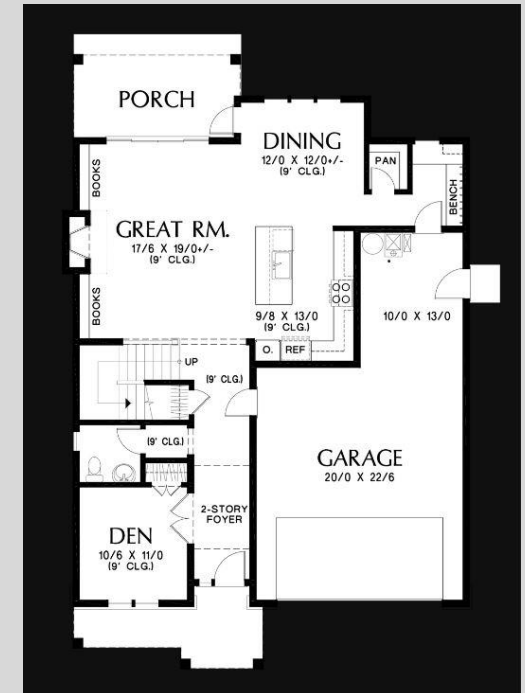 PORCH
DINING
12/0 X 12/0+/-
(9' CLG.)
PAN
BENCH
BOOKS
GREAT RM.
17/6 X 19/0+/-
(9' CLG.)
BOOKS
9/8 X 13/0
(9' CLG.)
10/0 X 13/0
O.
REF
UP
(9' CLG.)
(9' CLG.)
GARAGE
20/0 X 22/6
2-STORY
FOYER
DEN
10/6 X 11/0
(9' CLG.)